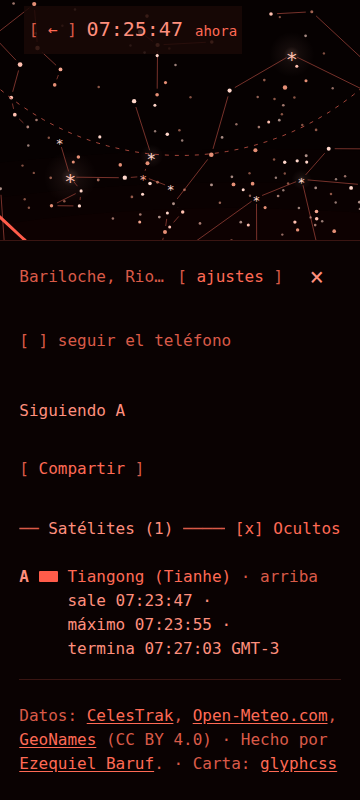 [ ← ] 07:25:47 ahora
Bariloche, Rio… [ ajustes ] ×
[ ] seguir el teléfono
Siguiendo A
[ Compartir ]
── Satélites (1) ──── [x] Ocultos
A Tiangong (Tianhe) · arriba
sale 07:23:47 ·
máximo 07:23:55 ·
termina 07:27:03 GMT-3
Datos: CelesTrak, Open-Meteo.com,
GeoNames (CC BY 4.0) · Hecho por
Ezequiel Baruf. · Carta: glyphcss